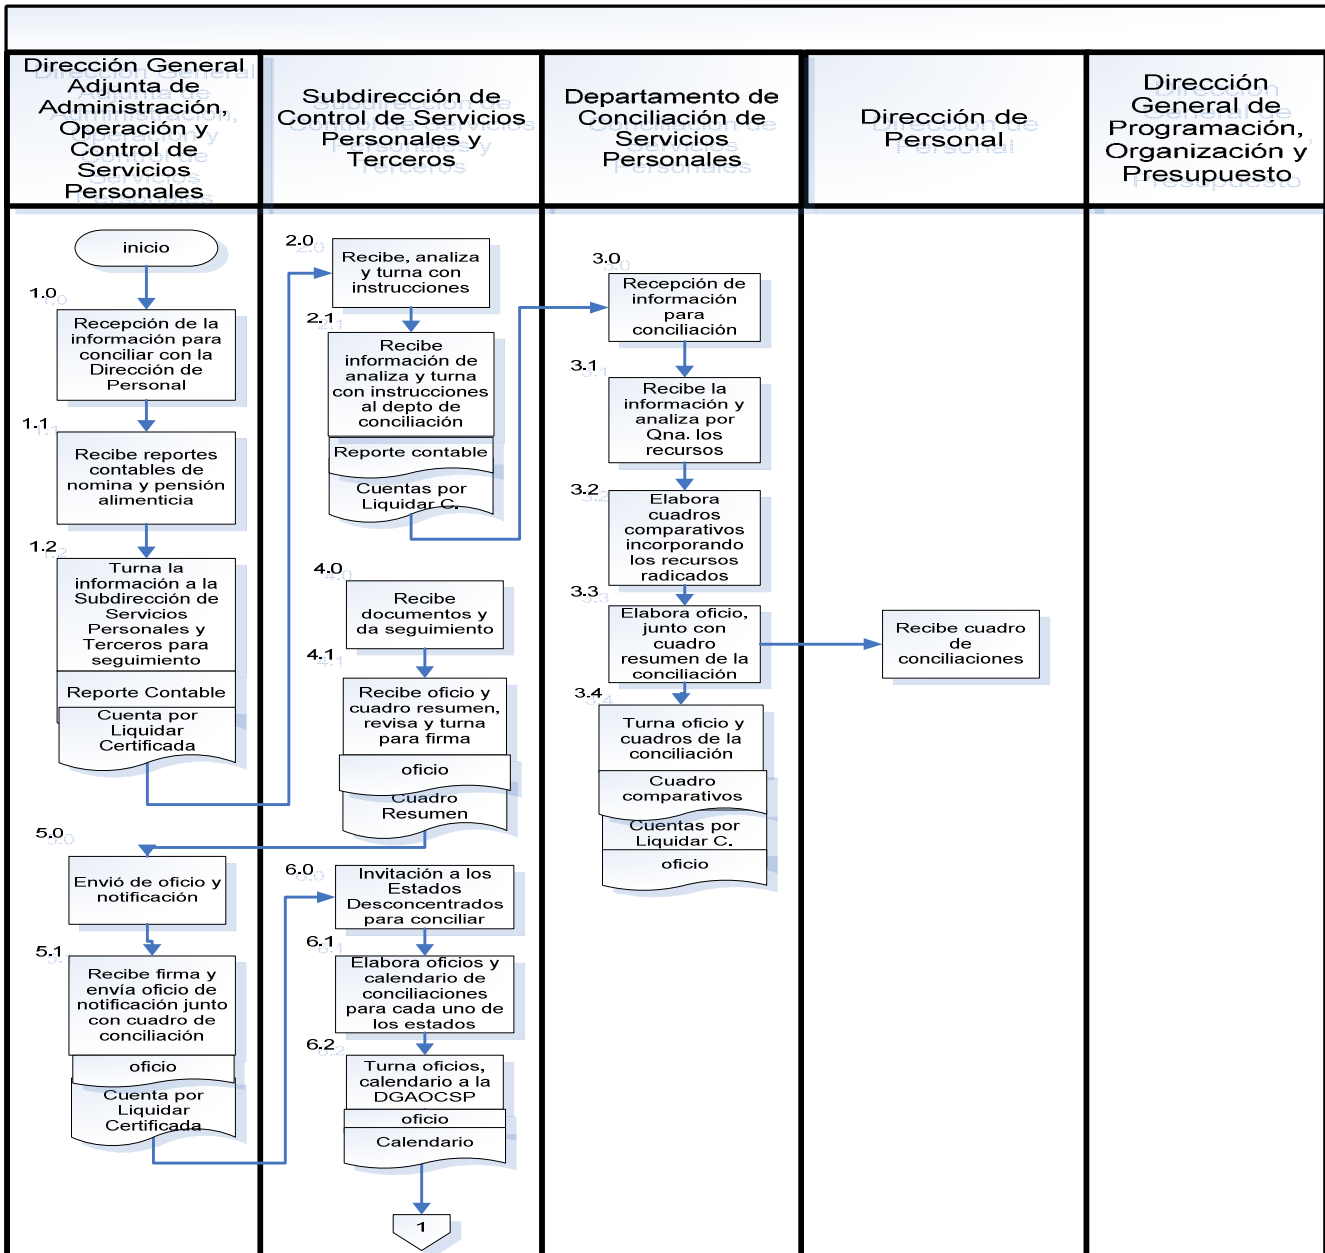 Dirección General
Adjunta de
Administración,
Operación y
Control de
Servicios
Personales
Subdirección de
Control de Servicios
Personales y
Terceros
Departamento de
Conciliación de
Servicios
Personales
Dirección de
Personal
Dirección
General de
Programación,
Organización y
Presupuesto
inicio
1.0
Recepción de la
información para
conciliar con la
Dirección de
Personal
1.1
Recibe reportes
contables de
nomina y pensión
alimenticia
1.2
Turna la
información a la
Subdirección de
Servicios
Personales y
Terceros para
seguimiento
Reporte Contable
Cuenta por
Liquidar
Certificada
2.0
Recibe, analiza
y turna con
instrucciones
2.1
Recibe
información de
analiza y turna
con instrucciones
al depto de
conciliación
Reporte contable
Cuentas por
Liquidar C.
3.0
Recepción de
información
para
conciliación
3.1
Recibe la
información y
analiza por
Qna. los
recursos
3.2
Elabora
cuadros
comparativos
incorporando
los recursos
radicados
3.3
Elabora oficio,
junto con
cuadro
resumen de la
conciliación
Recibe cuadro
de
conciliaciones
3.4
Turna oficio y
cuadros de la
conciliación
Cuadro
comparativos
Cuentas por
Liquidar C.
oficio
4.0
Recibe
documentos y
da seguimiento
4.1
Recibe oficio y
cuadro resumen,
revisa y turna
para firma
oficio
Cuadro
Resumen
5.0
Envió de oficio y
notificación
5.1
Recibe firma y
envía oficio de
notificación junto
con cuadro de
conciliación
oficio
Cuenta por
Liquidar
Certificada
6.0
Invitación a los
Estados
Desconcentrados
para conciliar
6.1
Elabora oficios y
calendario de
conciliaciones
para cada uno de
los estados
6.2
Turna oficios,
calendario a la
DGAOCSP
oficio
Calendario
1